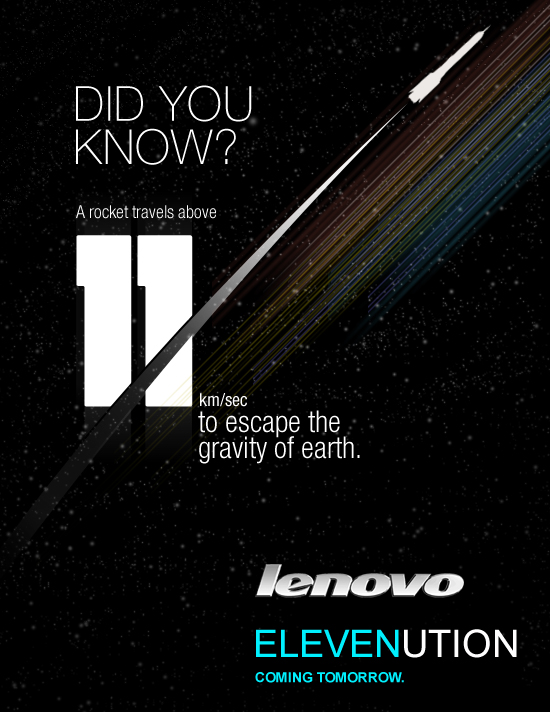 DID YOU
KNOW?
A rocket travels above
11
km/sec
to escape the
gravity of earth.
lenovo
ELEVENUTION
COMING TOMORROW.